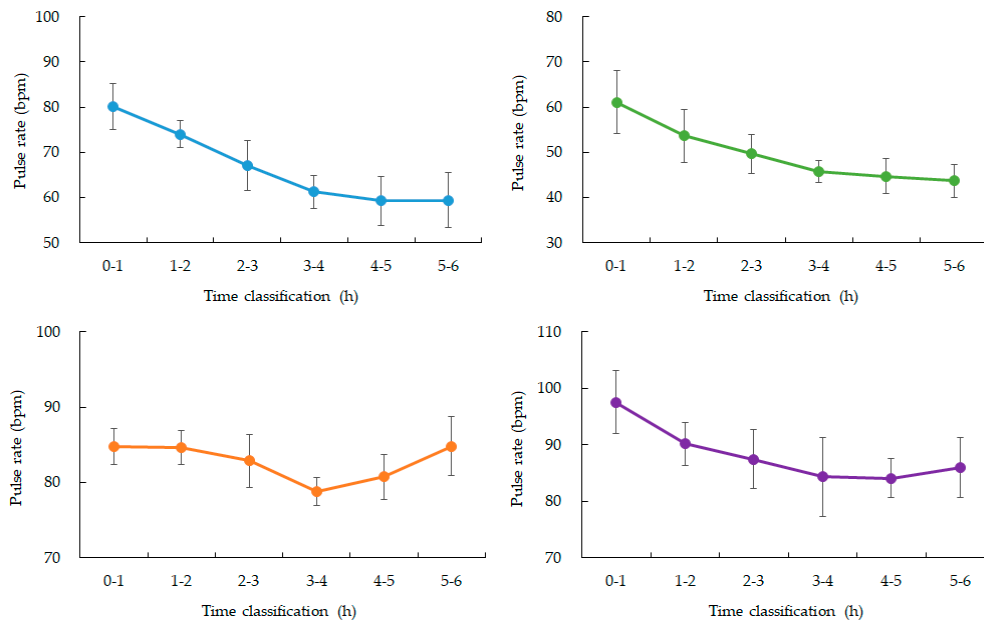 100
90
80
70
60
50
Pulse rate (bpm)
0-1 1-2 2-3 3-4 4-5 5-6
Time classification (h)
80
70
60
50
40
30
Pulse rate (bpm)
0-1 1-2 2-3 3-4 4-5 5-6
Time classification (h)
100
90
80
70
Pulse rate (bpm)
0-1 1-2 2-3 3-4 4-5 5-6
Time classification (h)
110
100
90
80
70
Pulse rate (bpm)
0-1 1-2 2-3 3-4 4-5 5-6
Time classification (h)